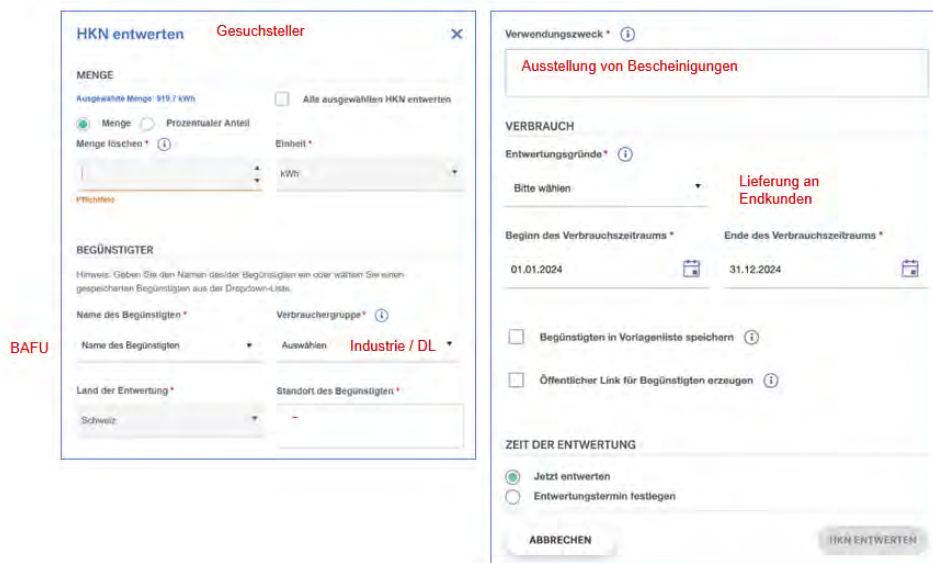 HKN entwerten
Gesuchsteller
MENGE
Ausgewählte Menge: 919.7 kWh
Alle ausgewählten HKN entwerten
Menge
Prozentualer Anteil
Menge löschen *
Einheit *
kWh
Pflichtfeld
BEGÜNSTIGTER
Hinweis: Geben Sie den Namen des/der Begünstigten ein oder wählen Sie einen
gespeicherten Begünstigten aus der Dropdown-Liste.
Name des Begünstigten *
Verbrauchergruppe *
BAFU
Name des Begünstigten
Auswählen
Industrie / DL
Land der Entwertung *
Standort des Begünstigten *
Schweiz
–
Verwendungszweck *
Ausstellung von Bescheinigungen
VERBRAUCH
Entwertungsgründe *
Bitte wählen
Lieferung an
Endkunden
Beginn des Verbrauchszeitraums *
Ende des Verbrauchszeitraums *
01.01.2024
31.12.2024
Begünstigten in Vorlagenliste speichern
Öffentlicher Link für Begünstigten erzeugen
ZEIT DER ENTWERTUNG
Jetzt entwerten
Entwertungstermin festlegen
ABBRECHEN
HKN ENTWERTEN